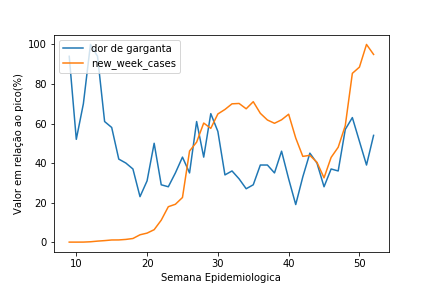 dor de garganta
new_week_cases
Valor em relação ao pico(%)
100
80
60
40
20
0
10
20
30
40
50
Semana Epidemiologica